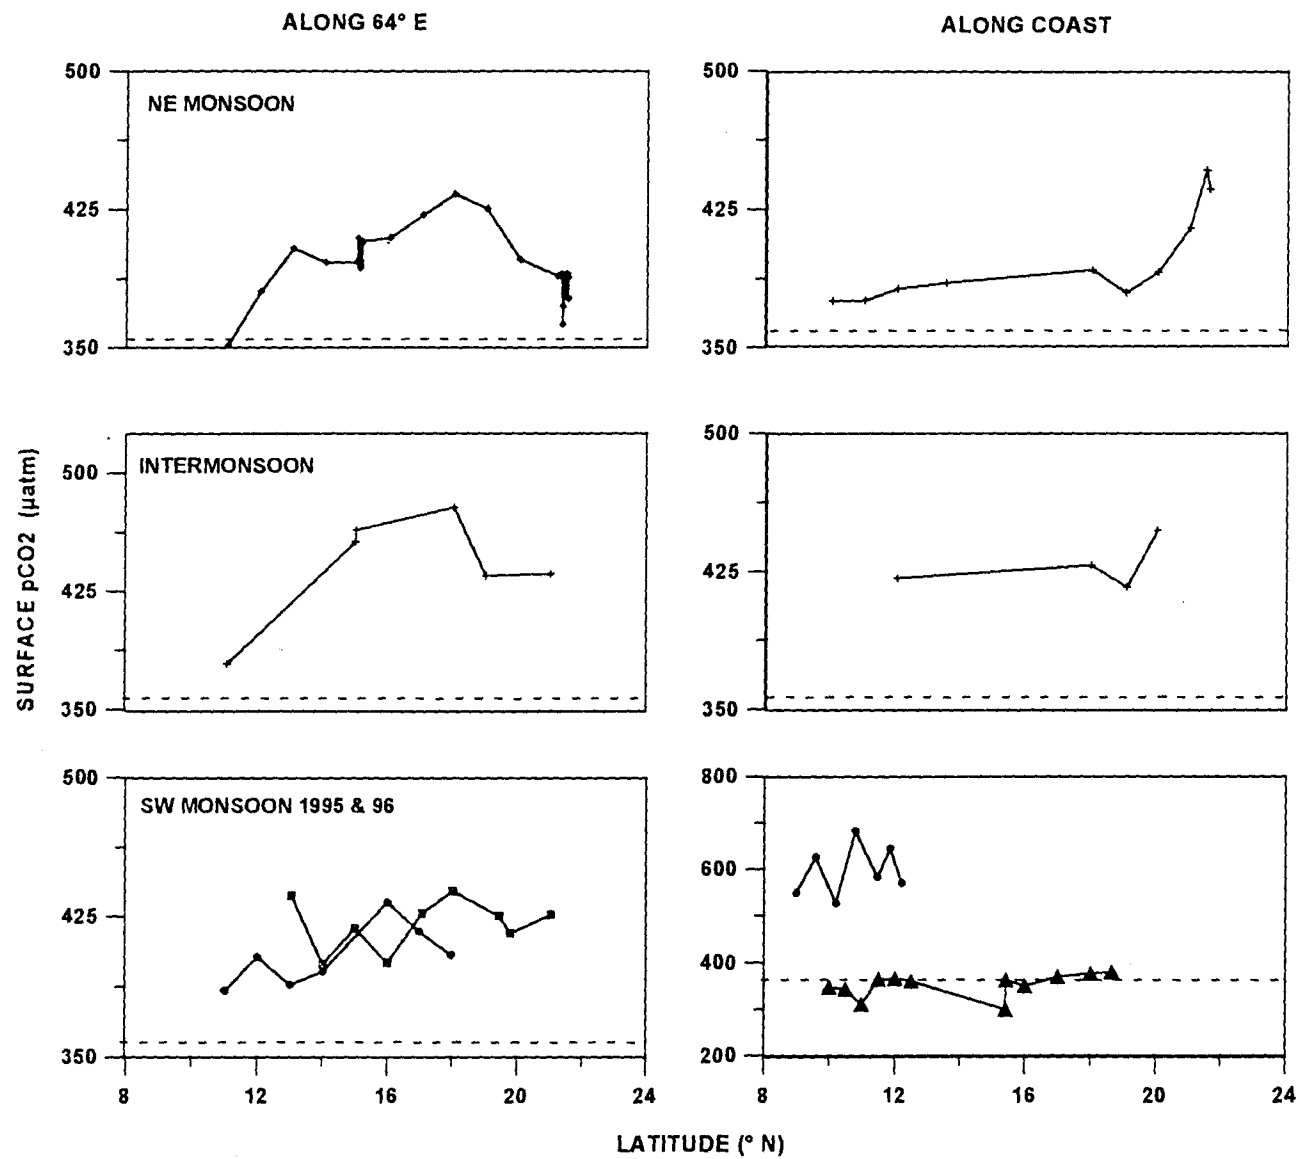 ALONG 64° E
ALONG COAST
500
NE MONSOON
425
350
500
425
350
INTERMONSOON
500
425
350
500
425
350
SURFACE pCO2 (µatm)
SW MONSOON 1995 & 96
500
425
350
800
600
400
200
8 12 16 20 24
8 12 16 20 24
LATITUDE (° N)